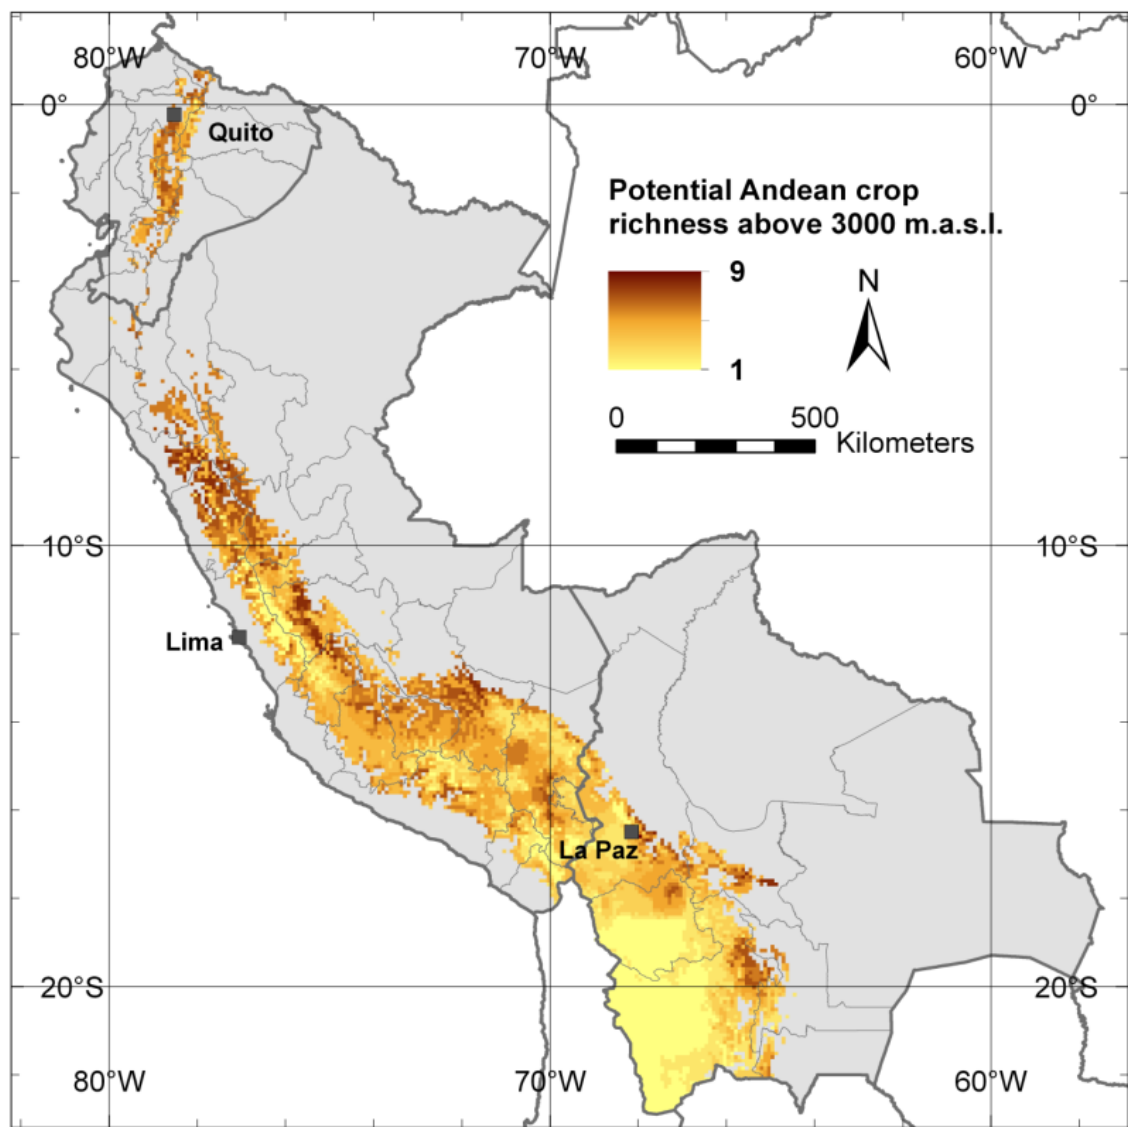 80°W 70°W 60°W
0° 0°
Quito
Potential Andean crop
richness above 3000 m.a.s.l.
9
1
N
0 500
Kilometers
10°S 10°S
Lima
La Paz
20°S 20°S
80°W 70°W 60°W